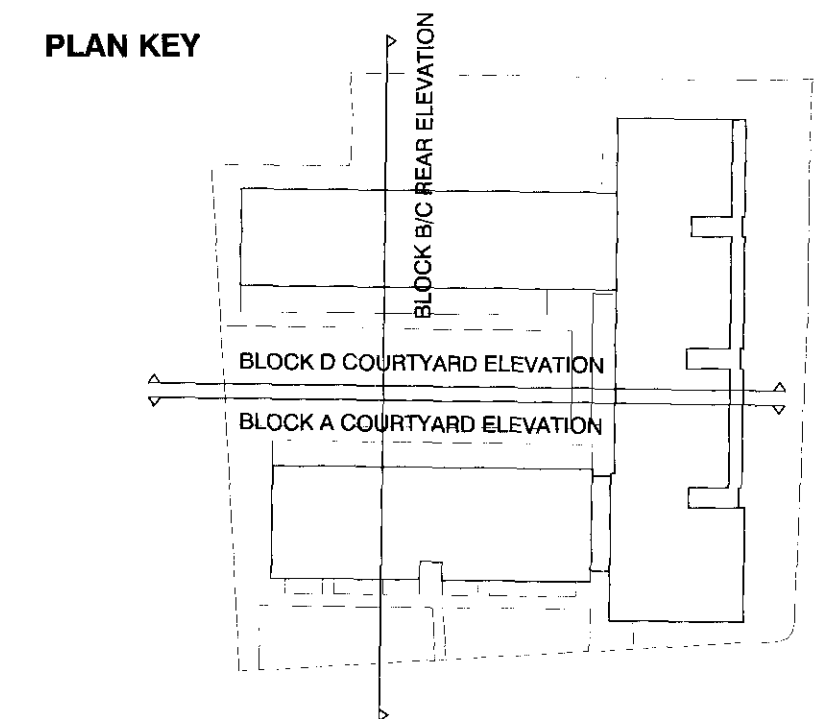 PLAN KEY
BLOCK B/C REAR ELEVATION
BLOCK D COURTYARD ELEVATION
BLOCK A COURTYARD ELEVATION